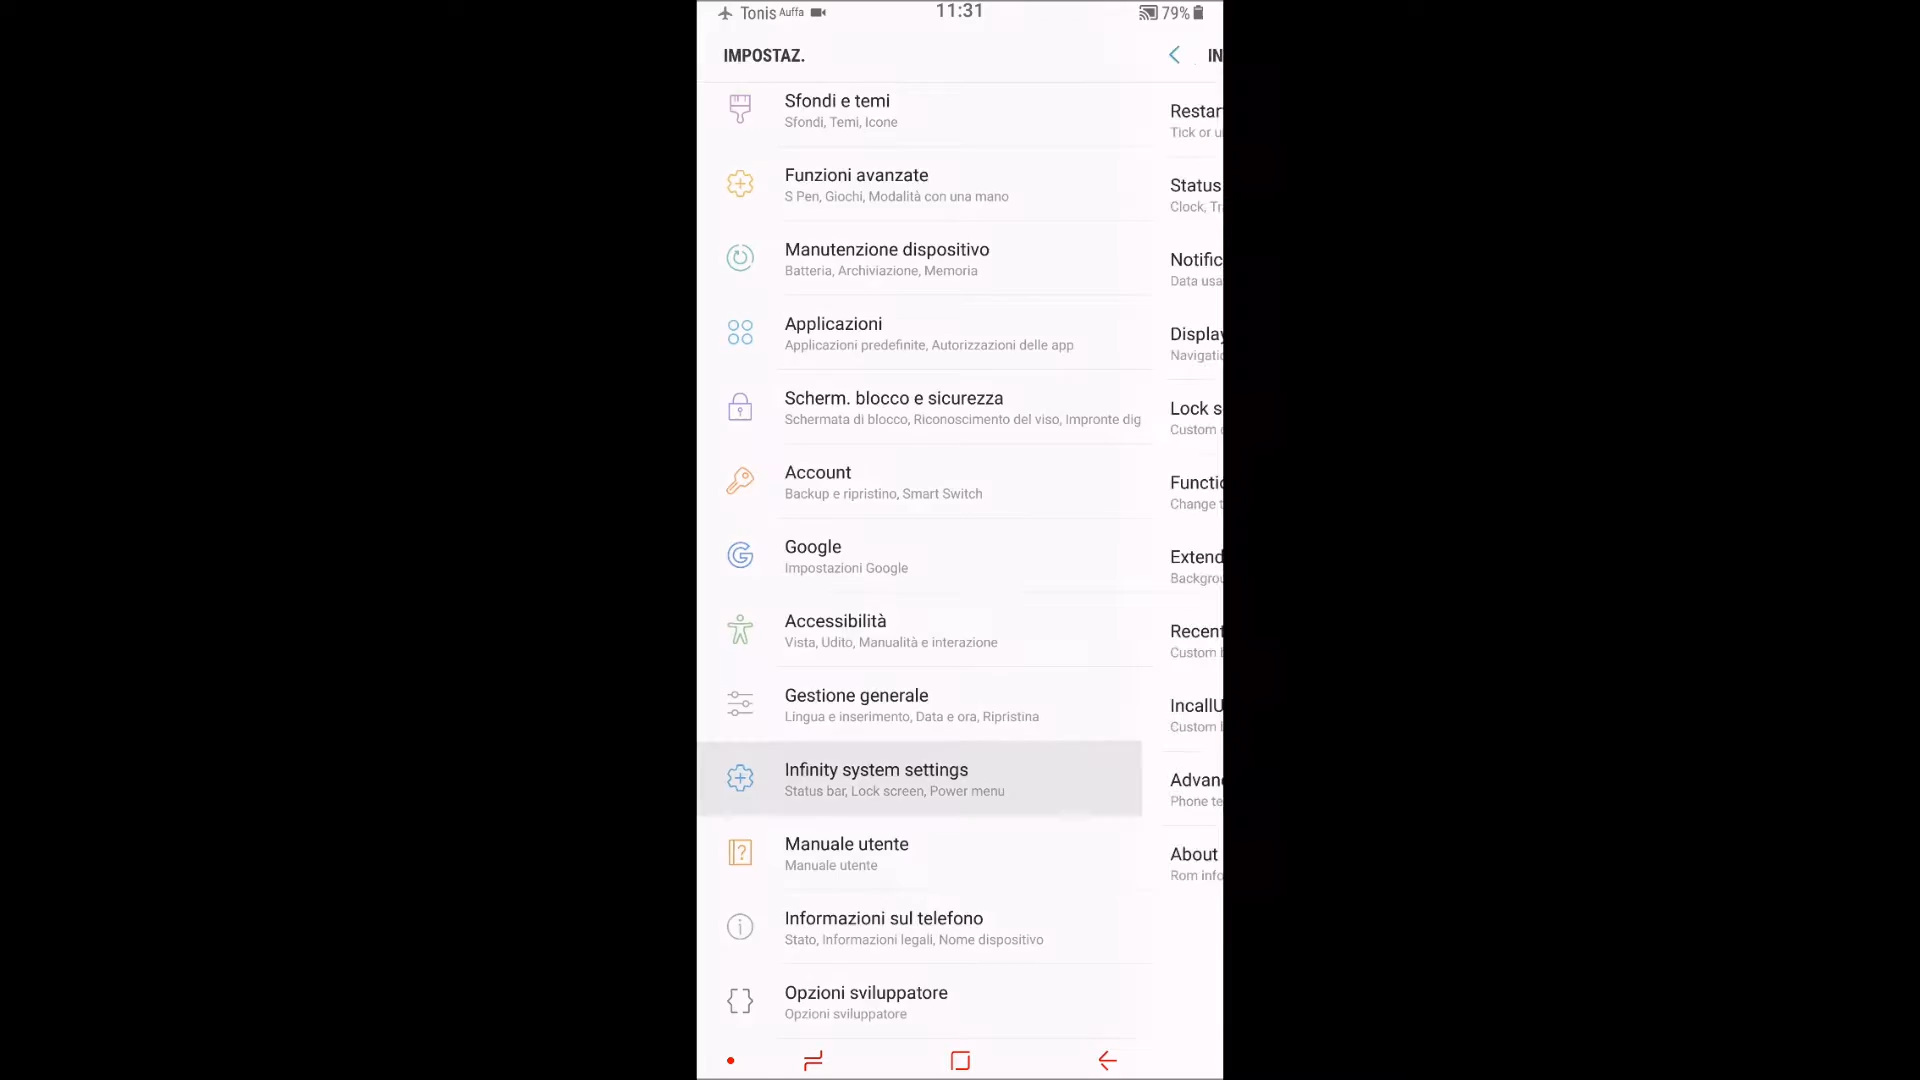 Tonis Auffa 11:31 79%
IMPOSTAZ.
Sfondi e temi
Sfondi, Temi, Icone
Funzioni avanzate
S Pen, Giochi, Modalità con una mano
Manutenzione dispositivo
Batteria, Archiviazione, Memoria
Applicazioni
Applicazioni predefinite, Autorizzazioni delle app
Scherm. blocco e sicurezza
Schermata di blocco, Riconoscimento del viso, Impronte dig
Account
Backup e ripristino, Smart Switch
Google
Impostazioni Google
Accessibilità
Vista, Udito, Manualità e interazione
Gestione generale
Lingua e inserimento, Data e ora, Ripristina
Infinity system settings
Status bar, Lock screen, Power menu
Manuale utente
Manuale utente
Informazioni sul telefono
Stato, Informazioni legali, Nome dispositivo
Opzioni sviluppatore
Opzioni sviluppatore
IN
Restar
Tick or u
Status
Clock, Tr
Notific
Data usa
Display
Navigati
Lock s
Custom
Functi
Change t
Extend
Backgrou
Recent
Custom
IncallU
Custom
Advan
Phone te
About
Rom info